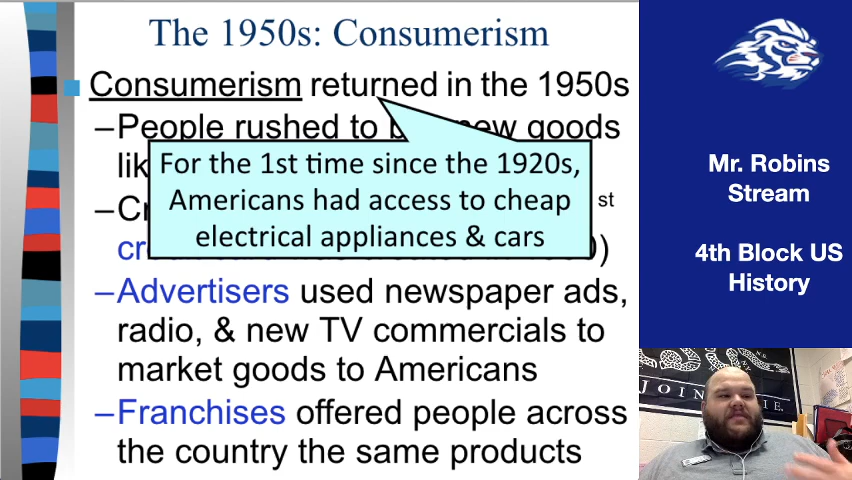 The 1950s: Consumerism
Consumerism returned in the 1950s
–People rushed to new goods
For the 1st time since the 1920s,
Americans had access to cheap
electrical appliances & cars
st
–Advertisers used newspaper ads,
radio, & new TV commercials to
market goods to Americans
–Franchises offered people across
the country the same products
Mr. Robins
Stream
4th Block US
History
JOIN